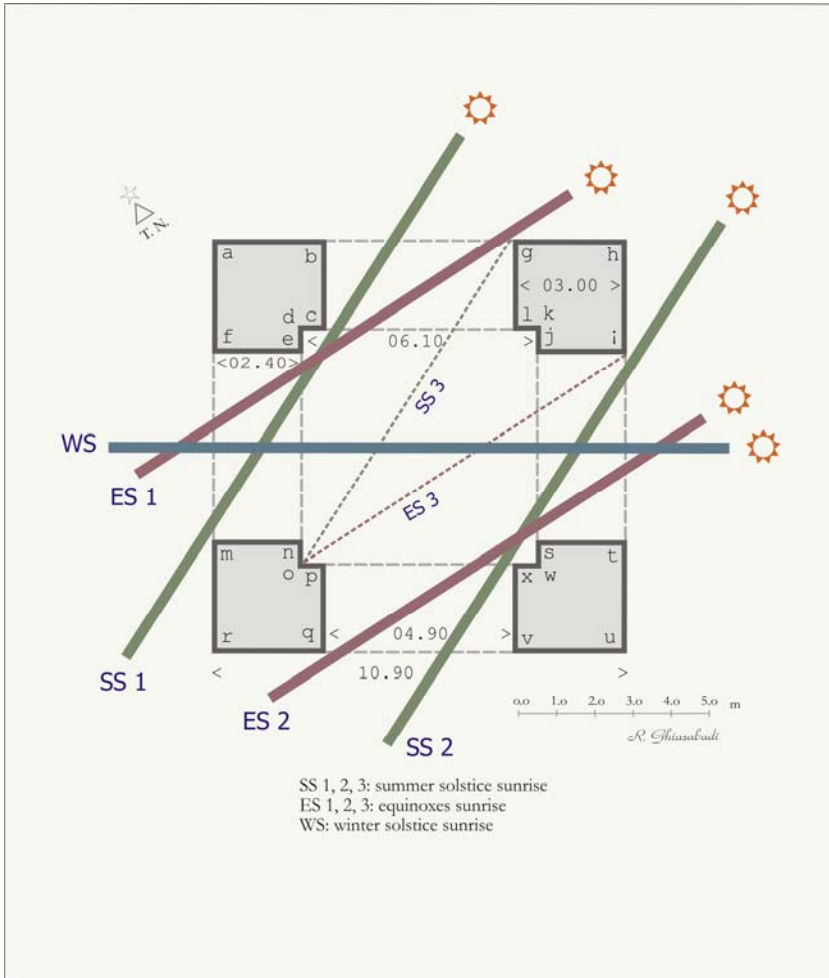 T. N.
a b g h
< 03.00 >
d c l k
f e j i
<02.40> < 06.10 >
SS 3
WS
ES 1
ES 3
m n s t
o p x w
r q < 04.90 > v u
SS 1
< 10.90 >
ES 2
0.0 1.0 2.0 3.0 4.0 5.0 m
SS 2
R. Ghiasabadi
SS 1, 2, 3: summer solstice sunrise
ES 1, 2, 3: equinoxes sunrise
WS: winter solstice sunrise